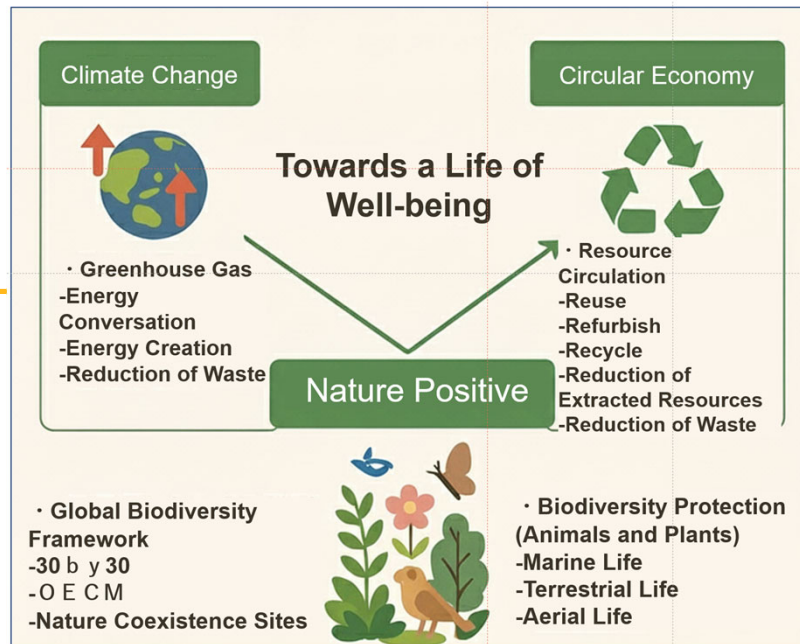 Climate Change
Circular Economy
Towards a Life of
Well-being
・Greenhouse Gas
-Energy
Conversation
-Energy Creation
-Reduction of Waste
・Resource
Circulation
-Reuse
-Refurbish
-Recycle
-Reduction of
Extracted Resources
-Reduction of Waste
Nature Positive
・Global Biodiversity
Framework
-30ｂｙ30
-ＯＥＣＭ
-Nature Coexistence Sites
・Biodiversity Protection
(Animals and Plants)
-Marine Life
-Terrestrial Life
-Aerial Life